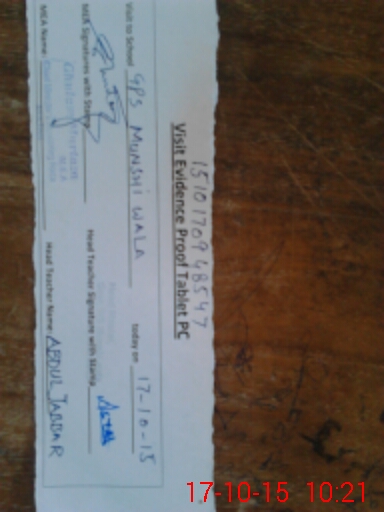 1510170948547
Visit Evidence Proof Tablet PC
Visit to School GPS MUNSHI WALA today on 17-10-15
MEA Signatures with Stamp Head Teacher Signature with Stamp
MEA Name: Head Teacher Name: ABDUL JABBAR
17-10-15 10:21